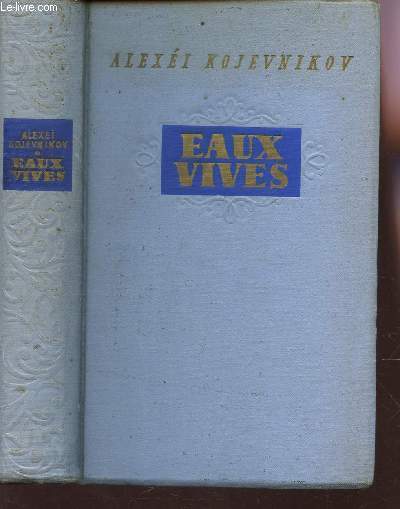 Le-livre.com
ALEXÉI KOJEVNIKOV
EAUX
VIVES
ALEXÉI
KOJEVNIKOV
EAUX
VIVES